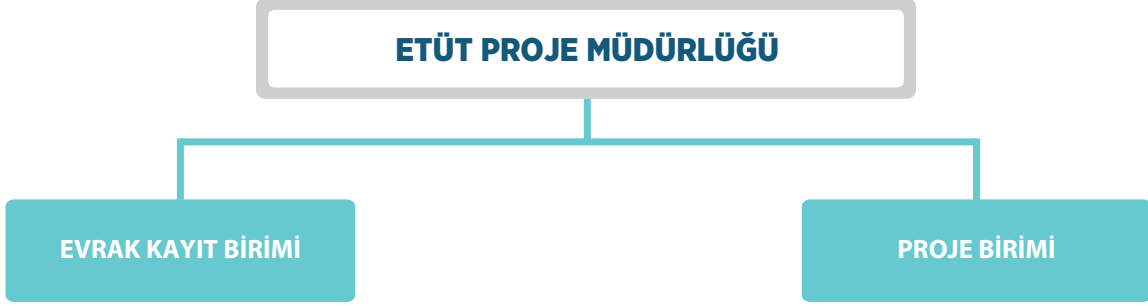 ETÜT PROJE MÜDÜRLÜĞÜ
EVRAK KAYIT BİRİMİ
PROJE BİRİMİ